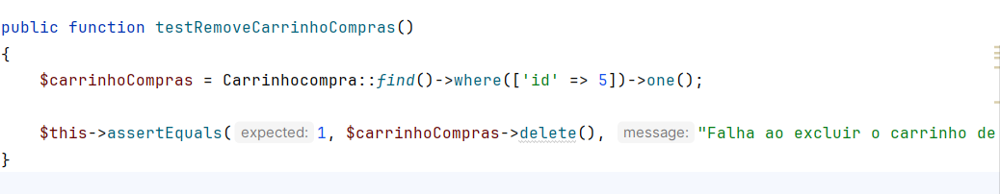 public function testRemoveCarrinhoCompras()
{
$carrinhoCompras = Carrinhocompra::find()->where(['id' => 5])->one();
$this->assertEquals( expected: 1, $carrinhoCompras->delete(), message: "Falha ao excluir o carrinho de
}